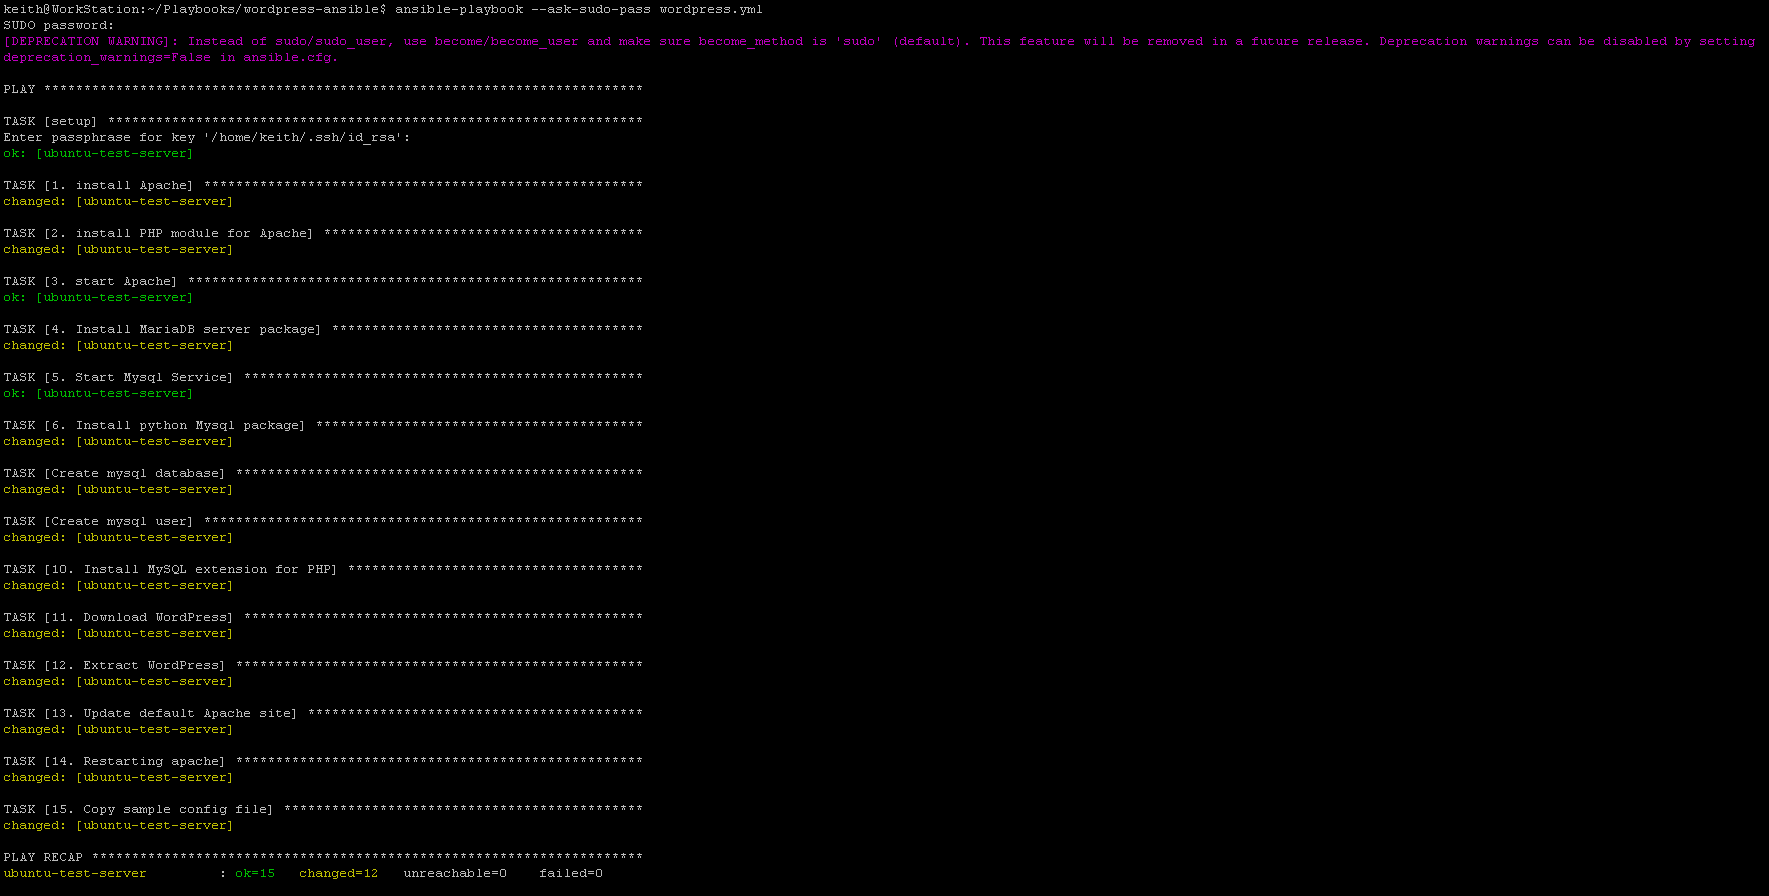 keith@WorkStation:~/Playbooks/wordpress-ansible$ ansible-playbook --ask-sudo-pass wordpress.yml
SUDO password:
[DEPRECATION WARNING]: Instead of sudo/sudo_user, use become/become_user and make sure become_method is 'sudo' (default). This feature will be removed in a future release. Deprecation warnings can be disabled by setting
deprecation_warnings=False in ansible.cfg.
PLAY ***************************************************************************
TASK [setup] *******************************************************************
Enter passphrase for key '/home/keith/.ssh/id_rsa':
ok: [ubuntu-test-server]
TASK [1. install Apache] *******************************************************
changed: [ubuntu-test-server]
TASK [2. install PHP module for Apache] ****************************************
changed: [ubuntu-test-server]
TASK [3. start Apache] *********************************************************
ok: [ubuntu-test-server]
TASK [4. Install MariaDB server package] ***************************************
changed: [ubuntu-test-server]
TASK [5. Start Mysql Service] **************************************************
ok: [ubuntu-test-server]
TASK [6. Install python Mysql package] *****************************************
changed: [ubuntu-test-server]
TASK [Create mysql database] ***************************************************
changed: [ubuntu-test-server]
TASK [Create mysql user] *******************************************************
changed: [ubuntu-test-server]
TASK [10. Install MySQL extension for PHP] *************************************
changed: [ubuntu-test-server]
TASK [11. Download WordPress] **************************************************
changed: [ubuntu-test-server]
TASK [12. Extract WordPress] ***************************************************
changed: [ubuntu-test-server]
TASK [13. Update default Apache site] ******************************************
changed: [ubuntu-test-server]
TASK [14. Restarting apache] ***************************************************
changed: [ubuntu-test-server]
TASK [15. Copy sample config file] *********************************************
changed: [ubuntu-test-server]
PLAY RECAP *********************************************************************
ubuntu-test-server : ok=15 changed=12 unreachable=0 failed=0